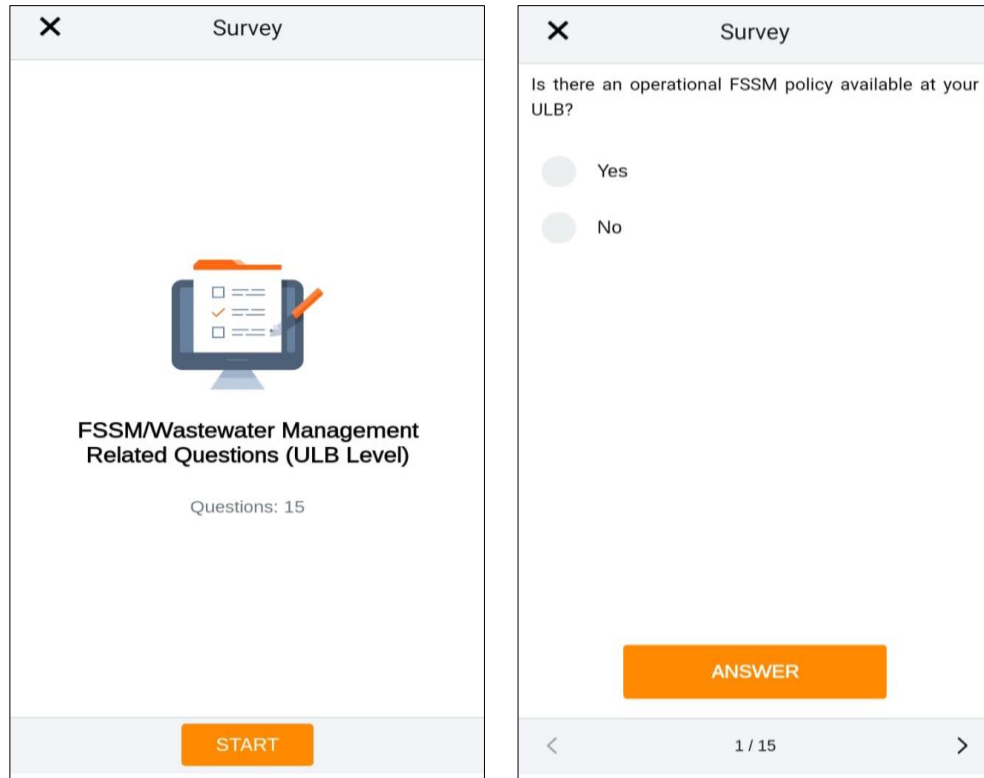 ✕ Survey
FSSM/Wastewater Management
Related Questions (ULB Level)
Questions: 15
START
✕ Survey
Is there an operational FSSM policy available at your
ULB?
Yes
No
ANSWER
< 1 / 15 >